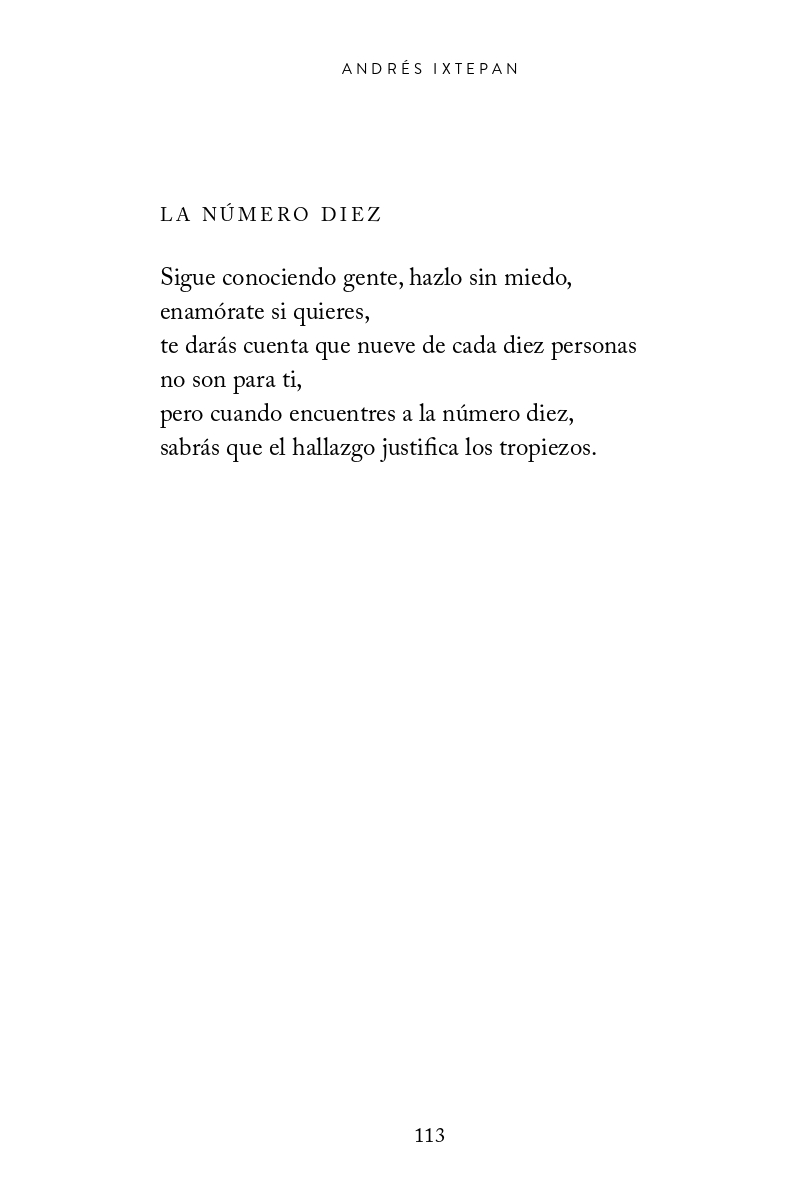 ANDRÉS IXTEPAN
LA NÚMERO DIEZ
Sigue conociendo gente, hazlo sin miedo,
enamórate si quieres,
te darás cuenta que nueve de cada diez personas
no son para ti,
pero cuando encuentres a la número diez,
sabrás que el hallazgo justifica los tropiezos.
113